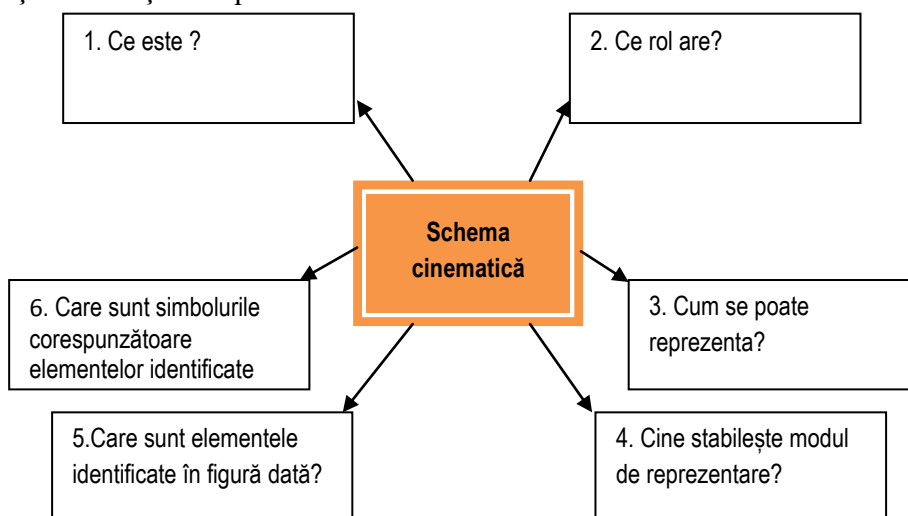 1. Ce este ?
2. Ce rol are?
Schema
cinematică
6. Care sunt simbolurile
corespunzătoare
elementelor identificate
3. Cum se poate
reprezenta?
5.Care sunt elementele
identificate în figură dată?
4. Cine stabilește modul
de reprezentare?